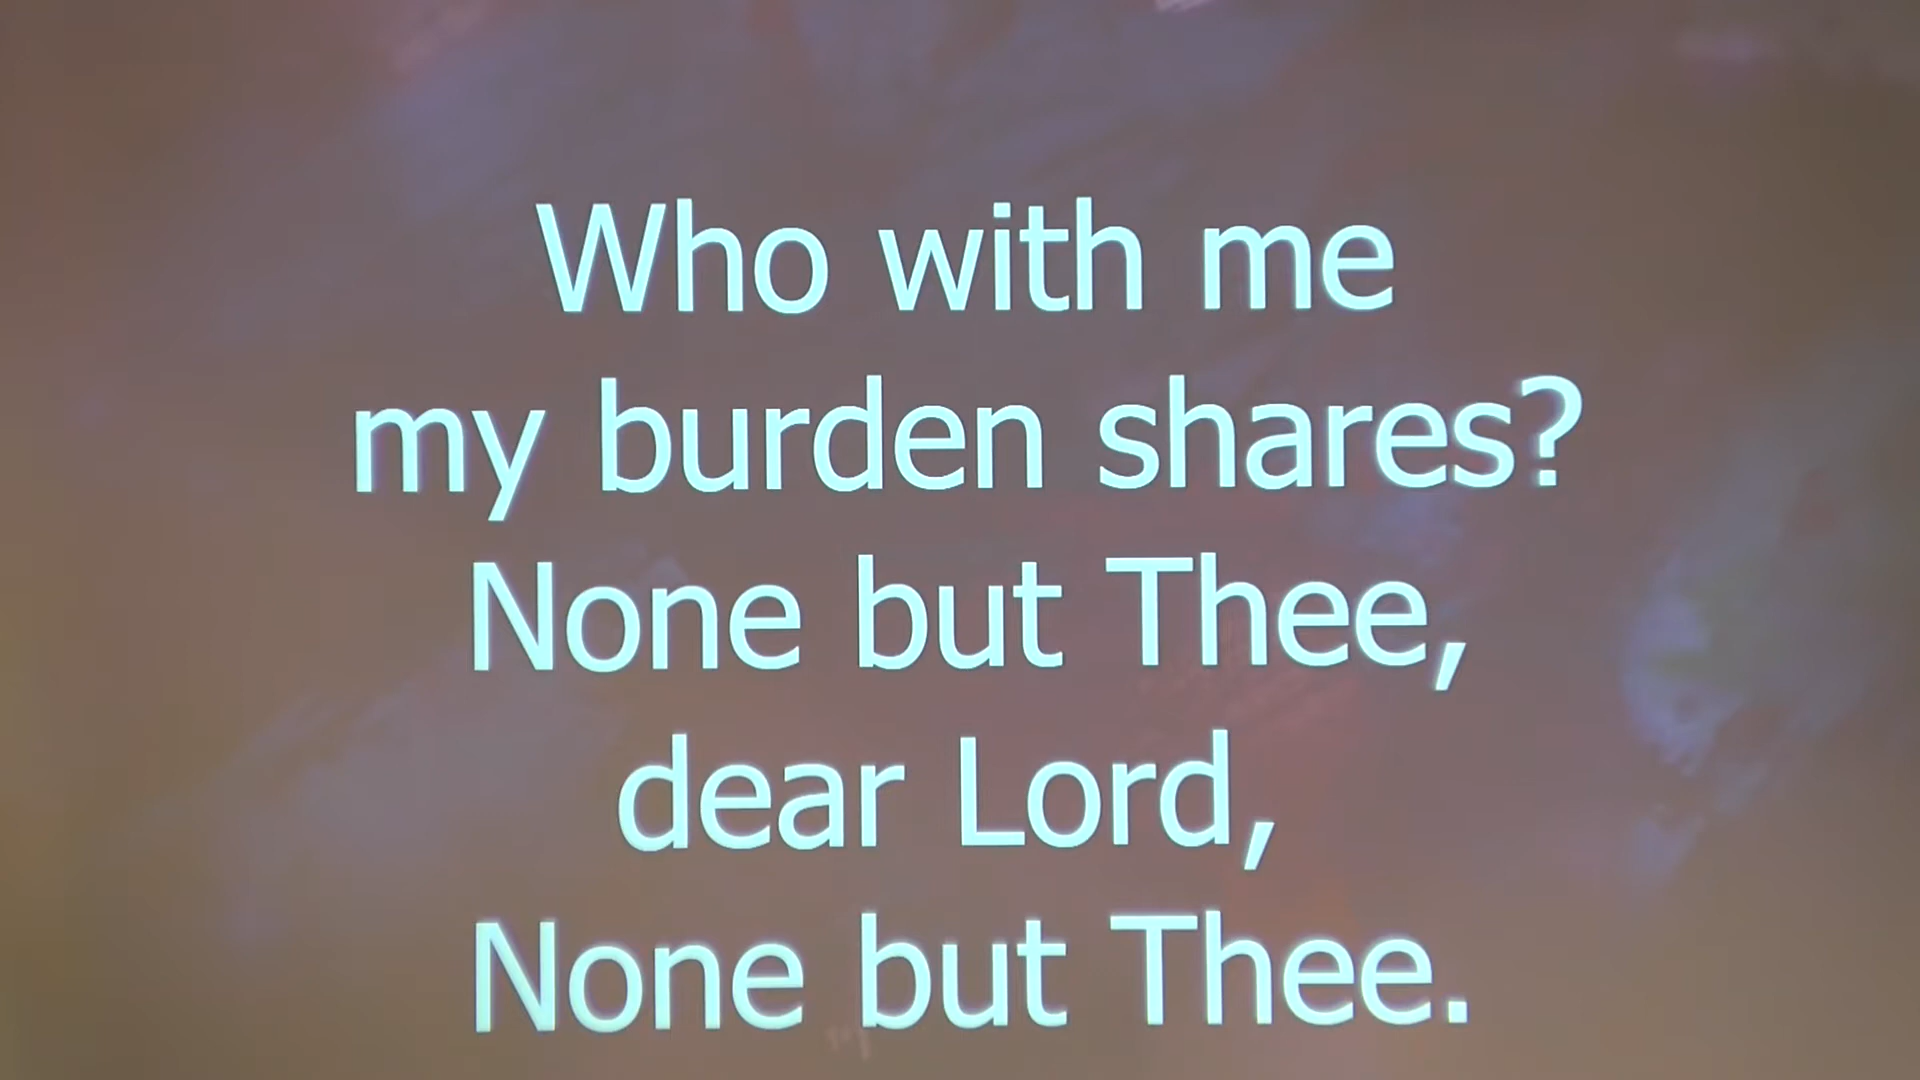 Who with me
my burden shares?
None but Thee,
dear Lord,
None but Thee.